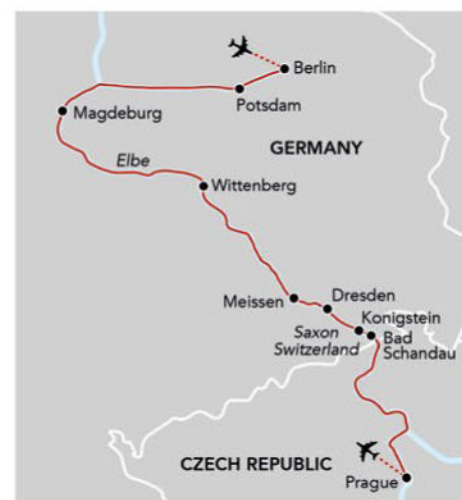 Berlin
Potsdam
Magdeburg
GERMANY
Elbe
Wittenberg
Meissen
Dresden
Konigstein
Saxon
Switzerland
Bad
Schandau
CZECH REPUBLIC
Prague